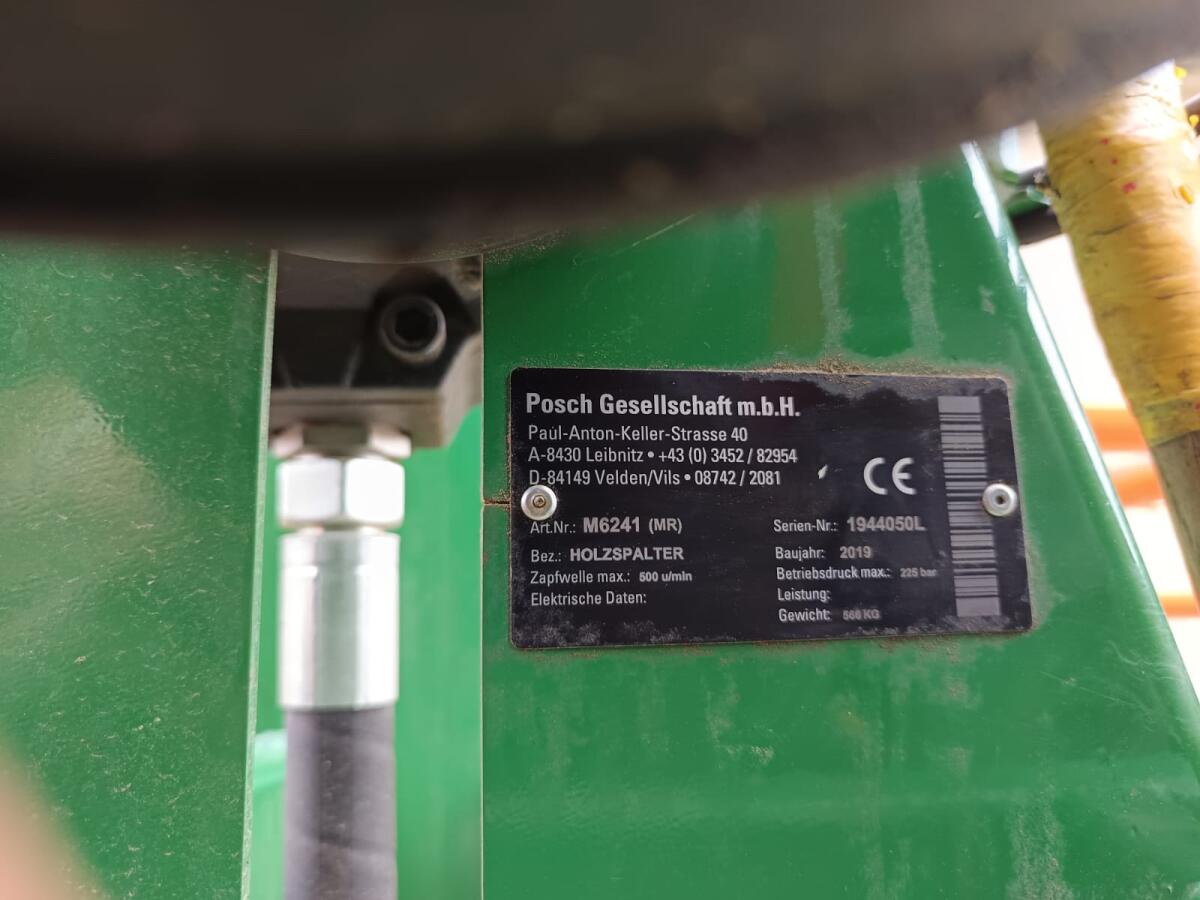 Posch Gesellschaft m.b.H.
Paul-Anton-Keller-Strasse 40
A-8430 Leibnitz • +43 (0) 3452 / 82954
D-84149 Velden/Vils • 08742 / 2081
CE
Art.Nr.: M6241 (MR)
Serien-Nr.: 1944050L
Bez.: HOLZSPALTER
Baujahr: 2019
Zapfwelle max.: 500 u/min
Betriebsdruck max.: 225 bar
Elektrische Daten:
Leistung:
Gewicht: KG